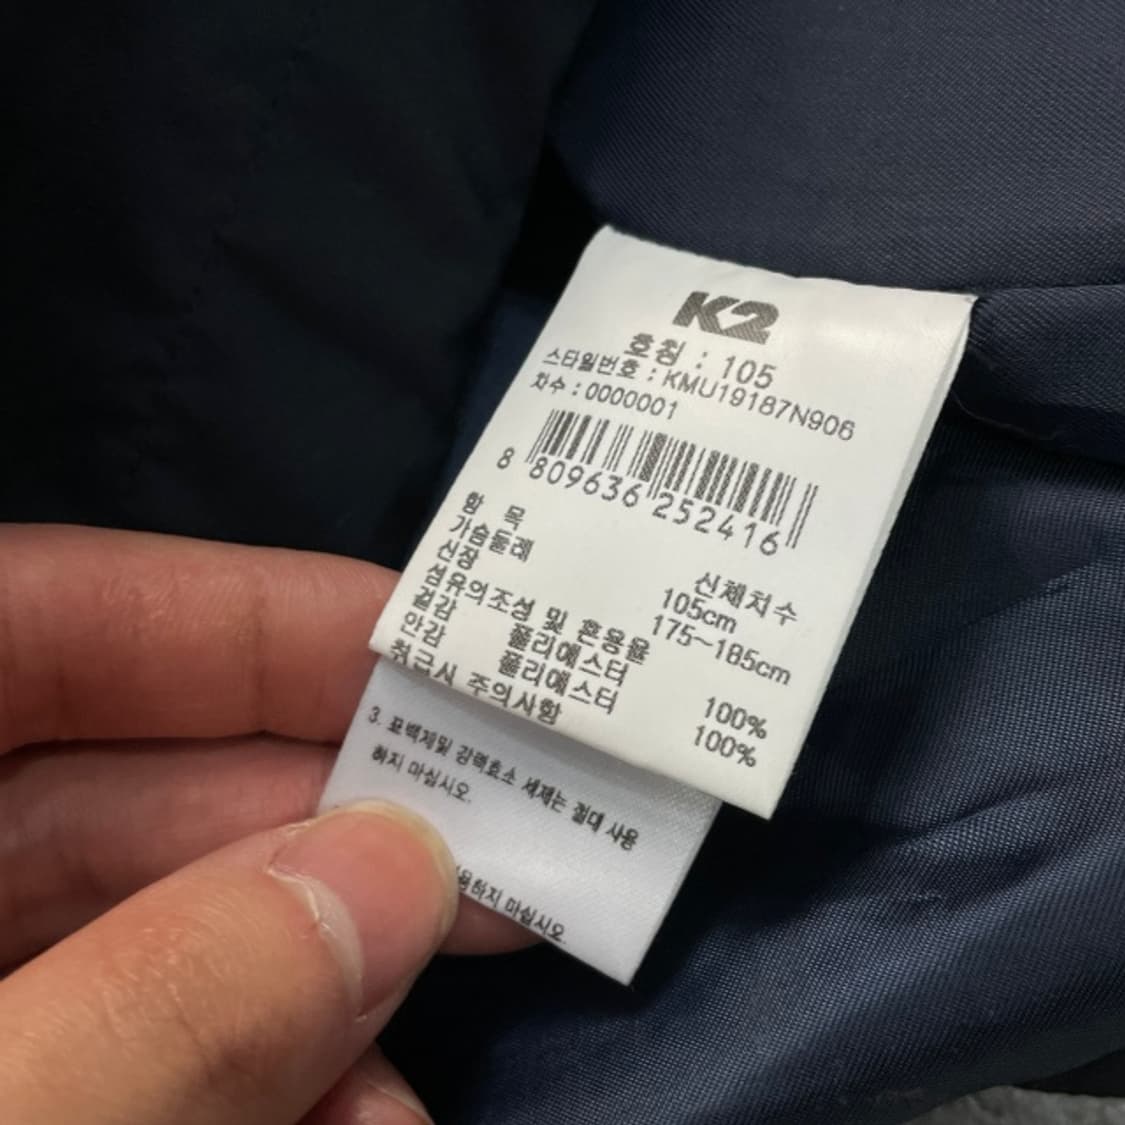 K2
호칭 : 105
스타일번호 : KMU19187N906
차수 : 0000001
8 809636 252416
항 목 신체치수
가슴둘레 105cm
신장 175~185cm
섬유의조성 및 혼용율
겉감 폴리에스터 100%
안감 폴리에스터 100%
취급시 주의사항
3. 표백제및 강력효소 세제는 절대 사용
하지 마십시오.
용하지 마십시오.